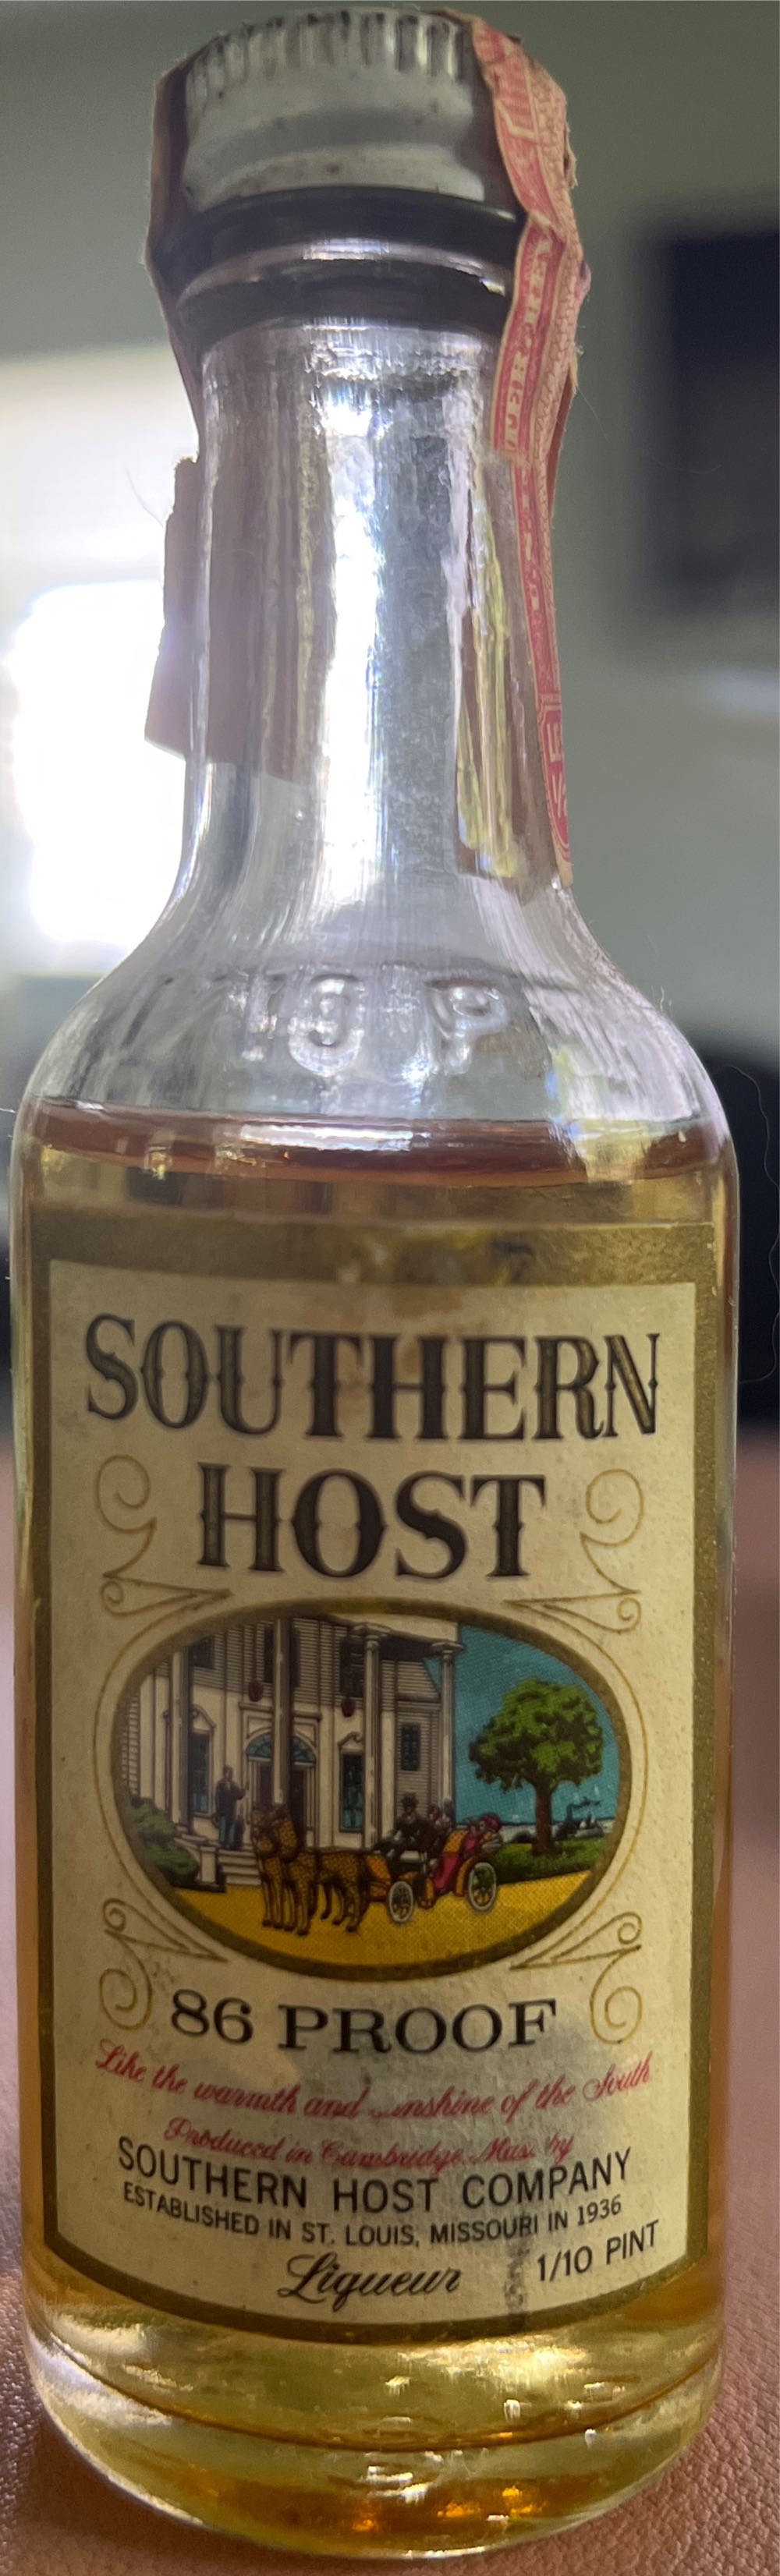 10 P
SOUTHERN
HOST
86 PROOF
Like the warmth and sunshine of the South
Produced in Cambridge, Mass. by
SOUTHERN HOST COMPANY
ESTABLISHED IN ST. LOUIS, MISSOURI IN 1936
Liqueur
1/10 PINT